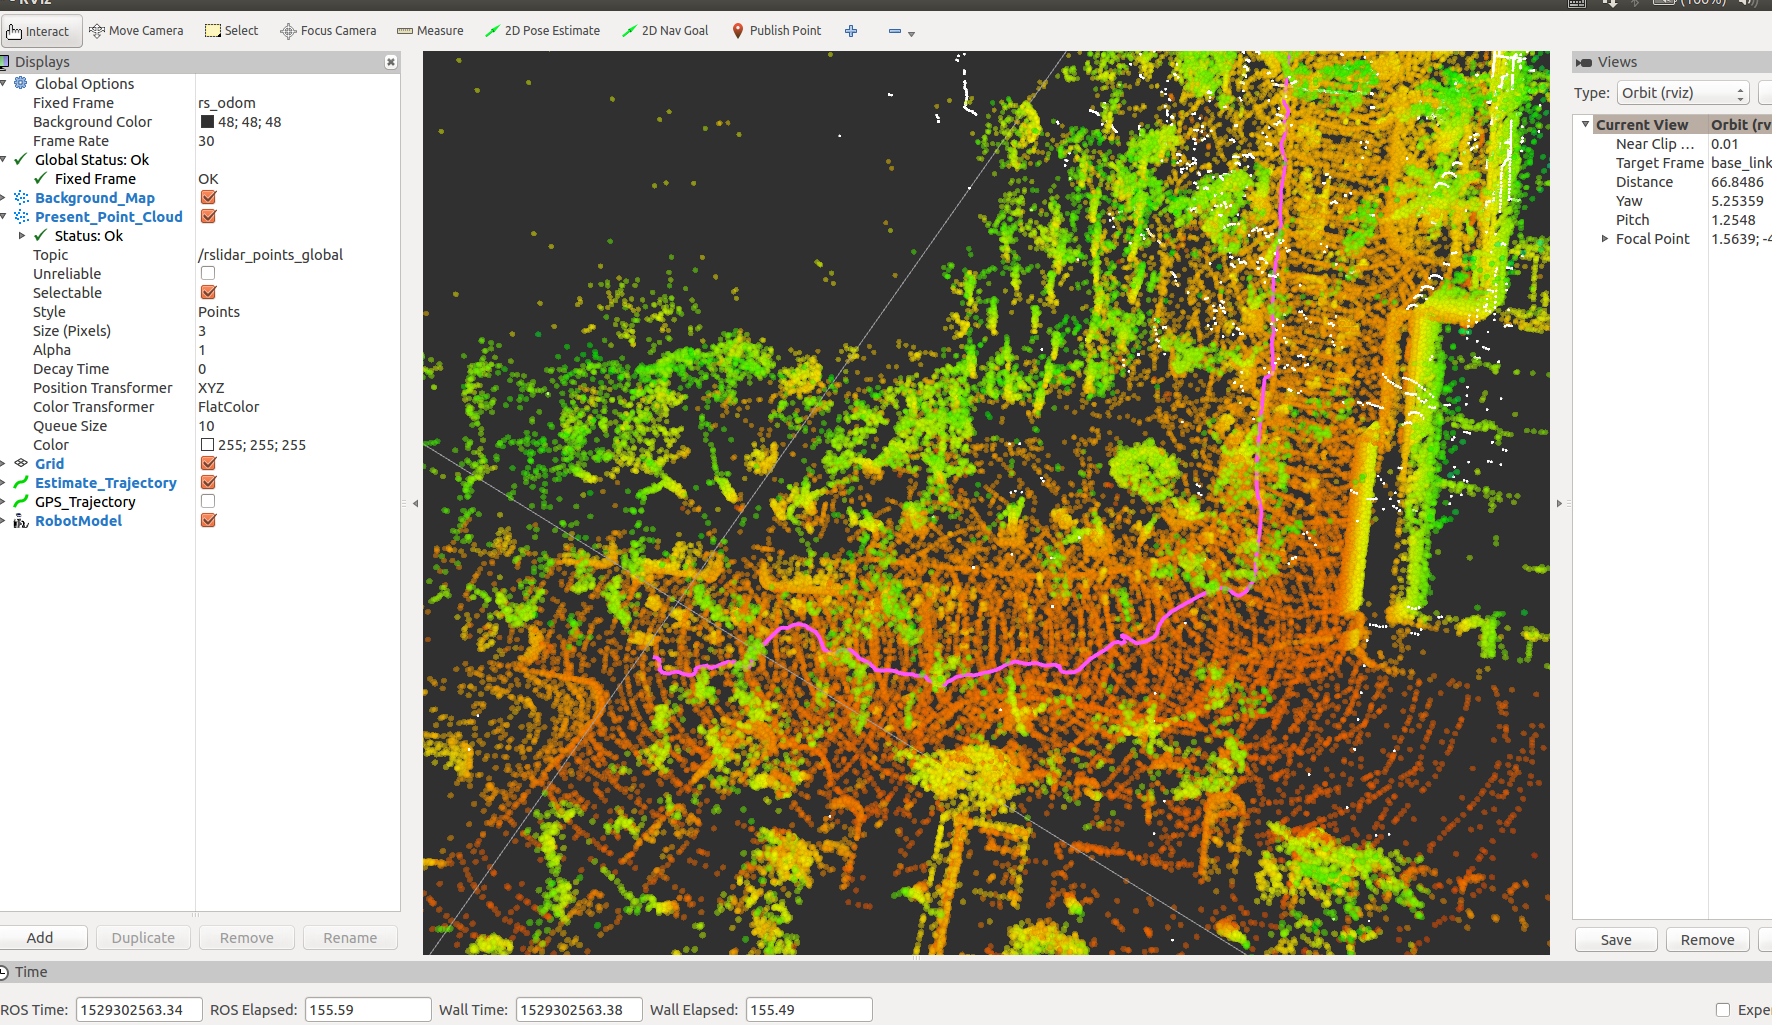 RViz
(100%)
Interact Move Camera Select Focus Camera Measure 2D Pose Estimate 2D Nav Goal Publish Point
Displays
Global Options
Fixed Frame rs_odom
Background Color 48; 48; 48
Frame Rate 30
Global Status: Ok
Fixed Frame OK
Background_Map
Present_Point_Cloud
Status: Ok
Topic /rslidar_points_global
Unreliable
Selectable
Style Points
Size (Pixels) 3
Alpha 1
Decay Time 0
Position Transformer XYZ
Color Transformer FlatColor
Queue Size 10
Color 255; 255; 255
Grid
Estimate_Trajectory
GPS_Trajectory
RobotModel
Add Duplicate Remove Rename
Views
Type: Orbit (rviz)
Current View Orbit (rv
Near Clip ... 0.01
Target Frame base_link
Distance 66.8486
Yaw 5.25359
Pitch 1.2548
Focal Point 1.5639; -4
Save Remove
Time
ROS Time: 1529302563.34 ROS Elapsed: 155.59 Wall Time: 1529302563.38 Wall Elapsed: 155.49 Expe